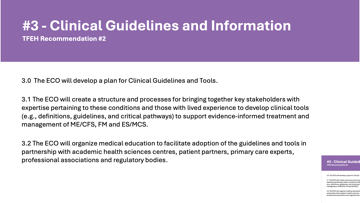 #3 - Clinical Guidelines and Information
TFEH Recommendation #2
3.0 The ECO will develop a plan for Clinical Guidelines and Tools.
3.1 The ECO will create a structure and processes for bringing together key stakeholders with
expertise pertaining to these conditions and those with lived experience to develop clinical tools
(e.g., definitions, guidelines, and critical pathways) to support evidence-informed treatment and
management of ME/CFS, FM and ES/MCS.
3.2 The ECO will organize medical education to facilitate adoption of the guidelines and tools in
partnership with academic health sciences centres, patient partners, primary care experts,
professional associations and regulatory bodies.